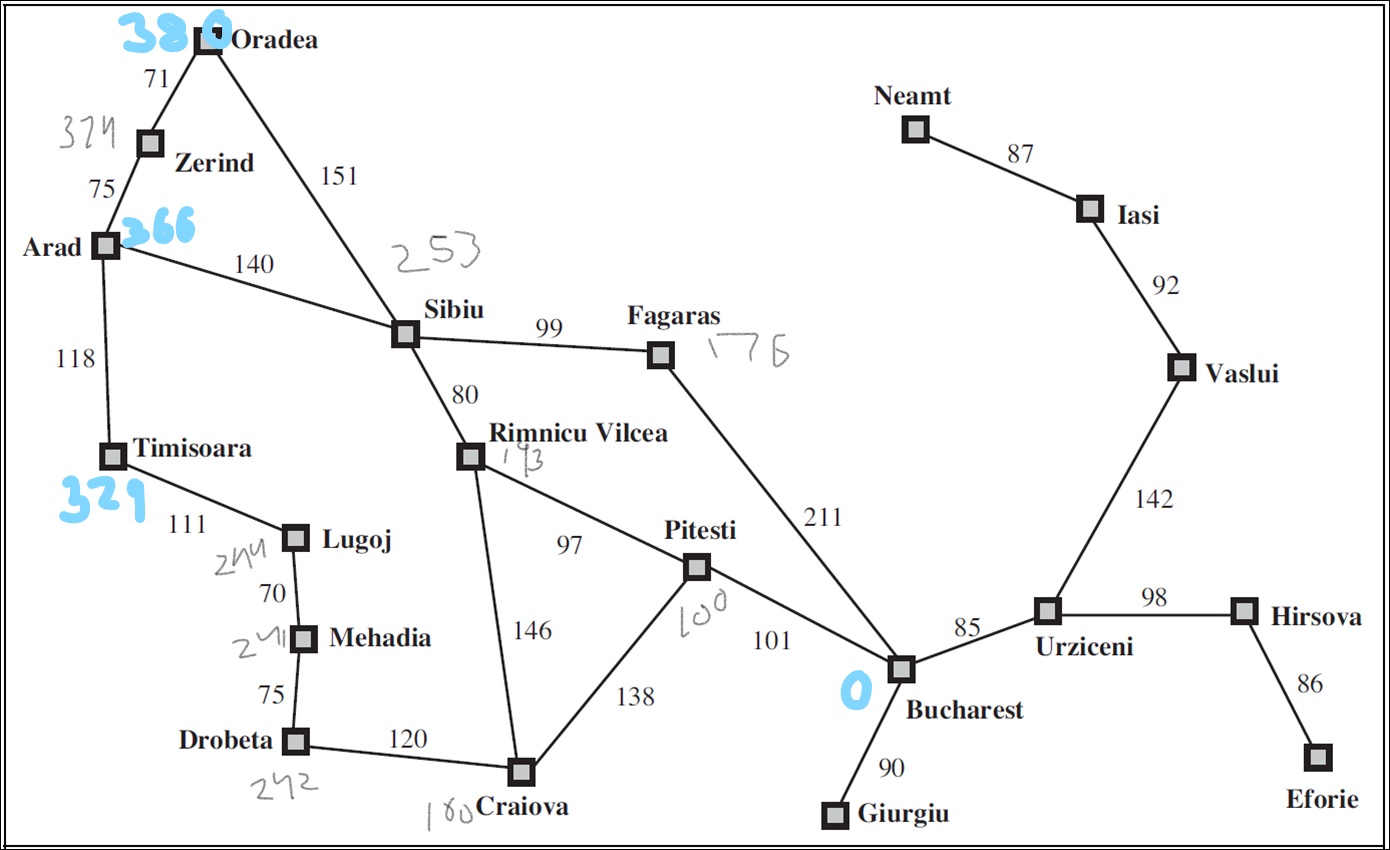 380 Oradea
71
Neamt
324
Zerind
87
151
75
366
Iasi
Arad
140
253
92
Sibiu
99
Fagaras
176
118
Vaslui
80
Timisoara
Rimnicu Vilcea
193
329
111
142
Lugoj
244
97
Pitesti
211
70
100
98
Mehadia
241
146
101
85
Hirsova
Urziceni
75
138
0
86
Drobeta
120
Bucharest
242
90
Craiova
160
Giurgiu
Eforie